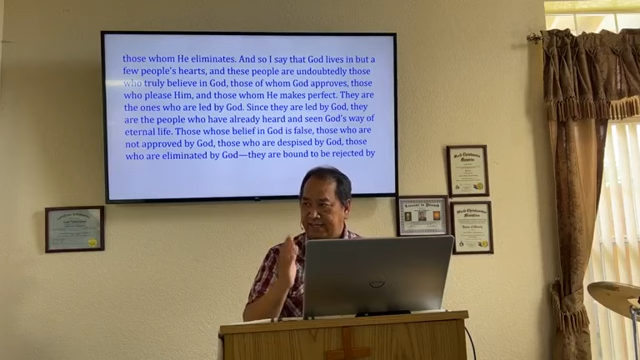 those whom He eliminates. And so I say that God lives in but a
few people's hearts, and these people are undoubtedly those
who truly believe in God, those of whom God approves, those
who please Him, and those whom He makes perfect. They are
the ones who are led by God. Since they are led by God, they
are the people who have already heard and seen God's way of
eternal life. Those whose belief in God is false, those who are
not approved by God, those who are despised by God, those
who are eliminated by God—they are bound to be rejected by
DELL